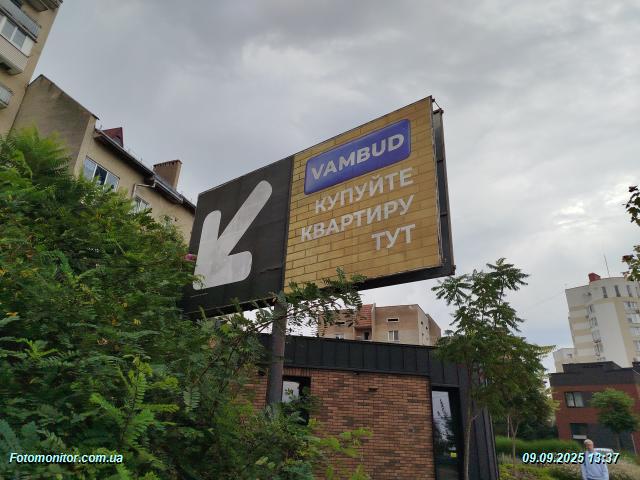 VAMBUD
КУПУЙТЕ
КВАРТИРУ
ТУТ
Fotomonitor.com.ua
09.09.2025 13:37